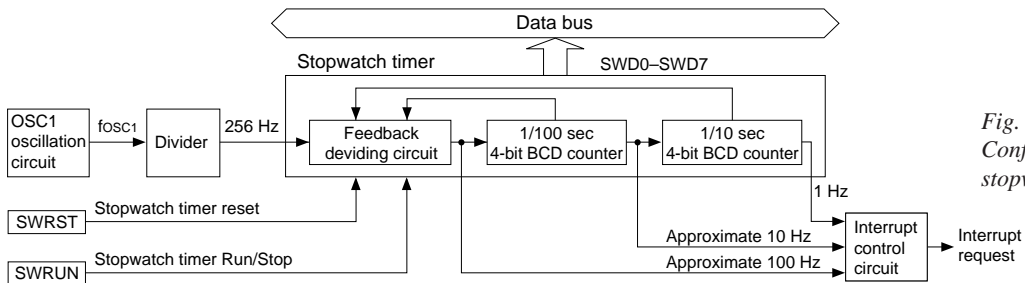 Data bus
Stopwatch timer
SWD0–SWD7
OSC1
oscillation
circuit
fOSC1
Divider
256 Hz
Feedback
deviding circuit
1/100 sec
4-bit BCD counter
1/10 sec
4-bit BCD counter
Fig.
Conf
stopw
1 Hz
SWRST
Stopwatch timer reset
SWRUN
Stopwatch timer Run/Stop
Approximate 10 Hz
Approximate 100 Hz
Interrupt
control
circuit
Interrupt
request